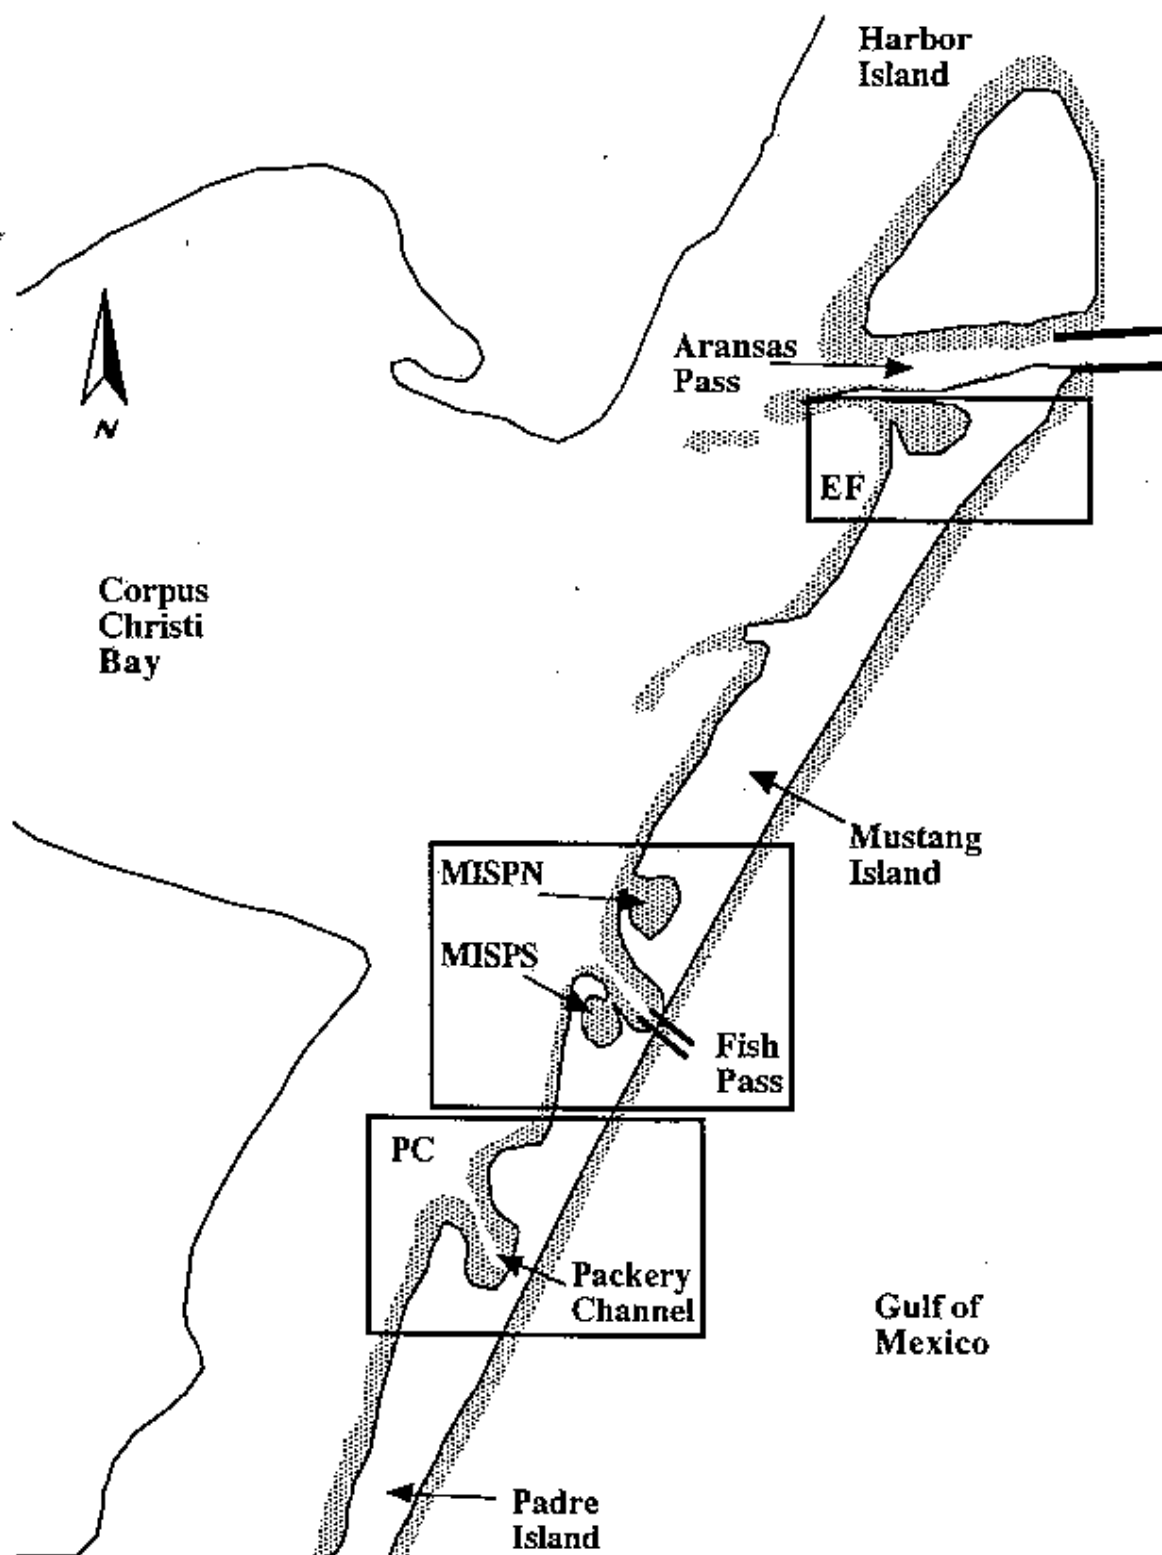 Harbor
Island
Aransas
Pass
N
EF
Corpus
Christi
Bay
Mustang
Island
MISPN
MISPS
Fish
Pass
PC
Packery
Channel
Gulf of
Mexico
Padre
Island